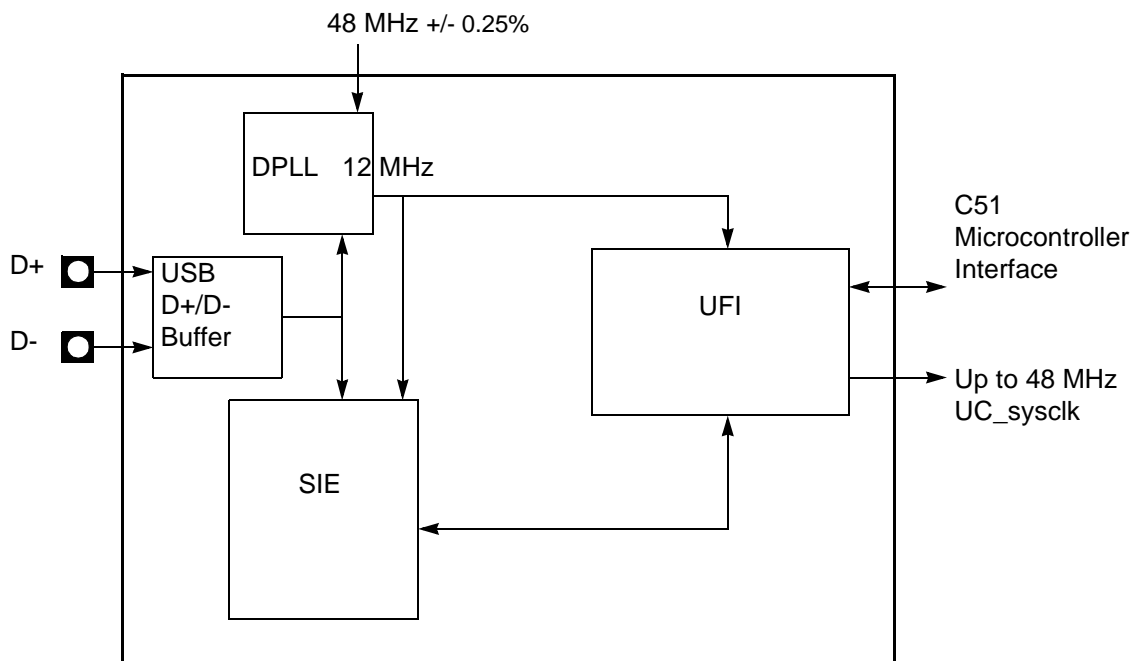 48 MHz +/- 0.25%
DPLL 12 MHz
C51
Microcontroller
Interface
D+
USB
D+/D-
Buffer
UFI
D-
Up to 48 MHz
UC_sysclk
SIE